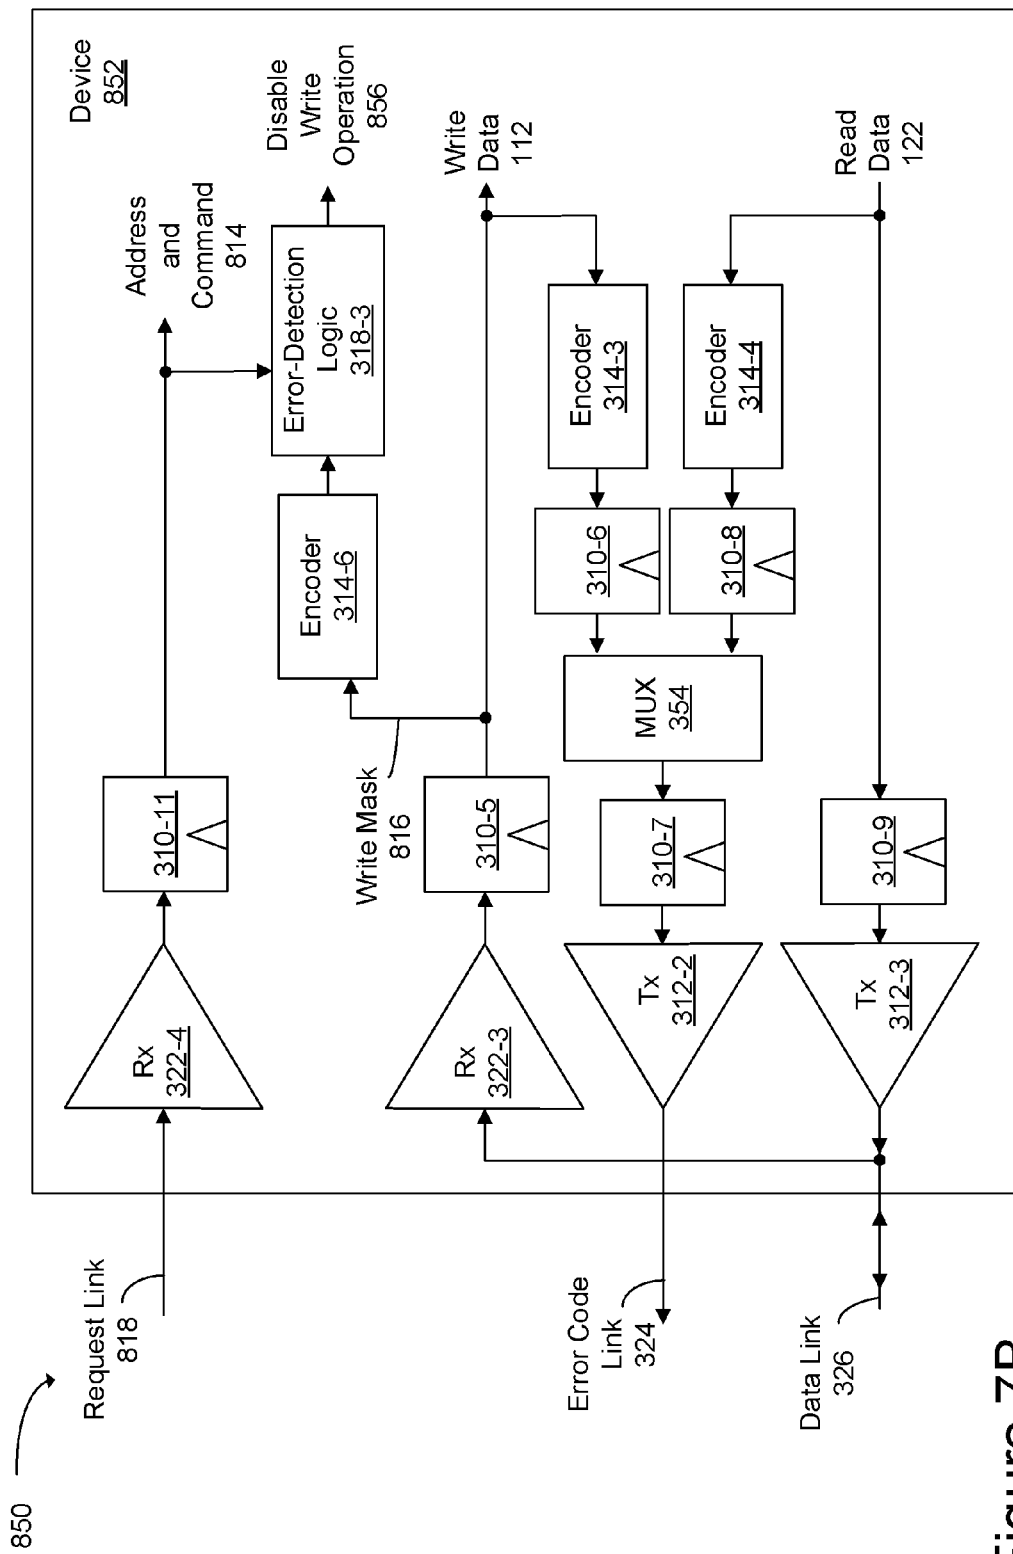 850
Request Link
818
Rx
322-4
310-11
Address
and
Command
814
Device
852
Write Mask
816
Encoder
314-6
Error-Detection
Logic
318-3
Disable
Write
Operation
856
Rx
322-3
310-5
Write
Data
112
Error Code
Link
324
Tx
312-2
310-7
MUX
354
310-6
Encoder
314-3
310-8
Encoder
314-4
Data Link
326
Tx
312-3
310-9
Read
Data
122
Figure 7B